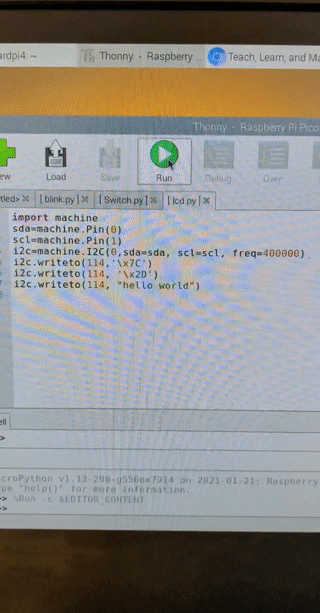 ardpi4: ~ Thonny - Raspberry ... Teach, Learn, and Ma
Thonny - Raspberry Pi Pico
ew Load Save Run Debug Over
tled> [ blink.py ] [ Switch.py ] [ lcd.py ]
import machine
sda=machine.Pin(0)
scl=machine.Pin(1)
i2c=machine.I2C(0,sda=sda, scl=scl, freq=400000)
i2c.writeto(114,'\x7C')
i2c.writeto(114, '\x2D')
i2c.writeto(114, "hello world")
ell
>
croPython v1.13-290-g556ae7914 on 2021-01-21; Raspberry
pe "help()" for more information.
>> %Run -c $EDITOR_CONTENT
>>